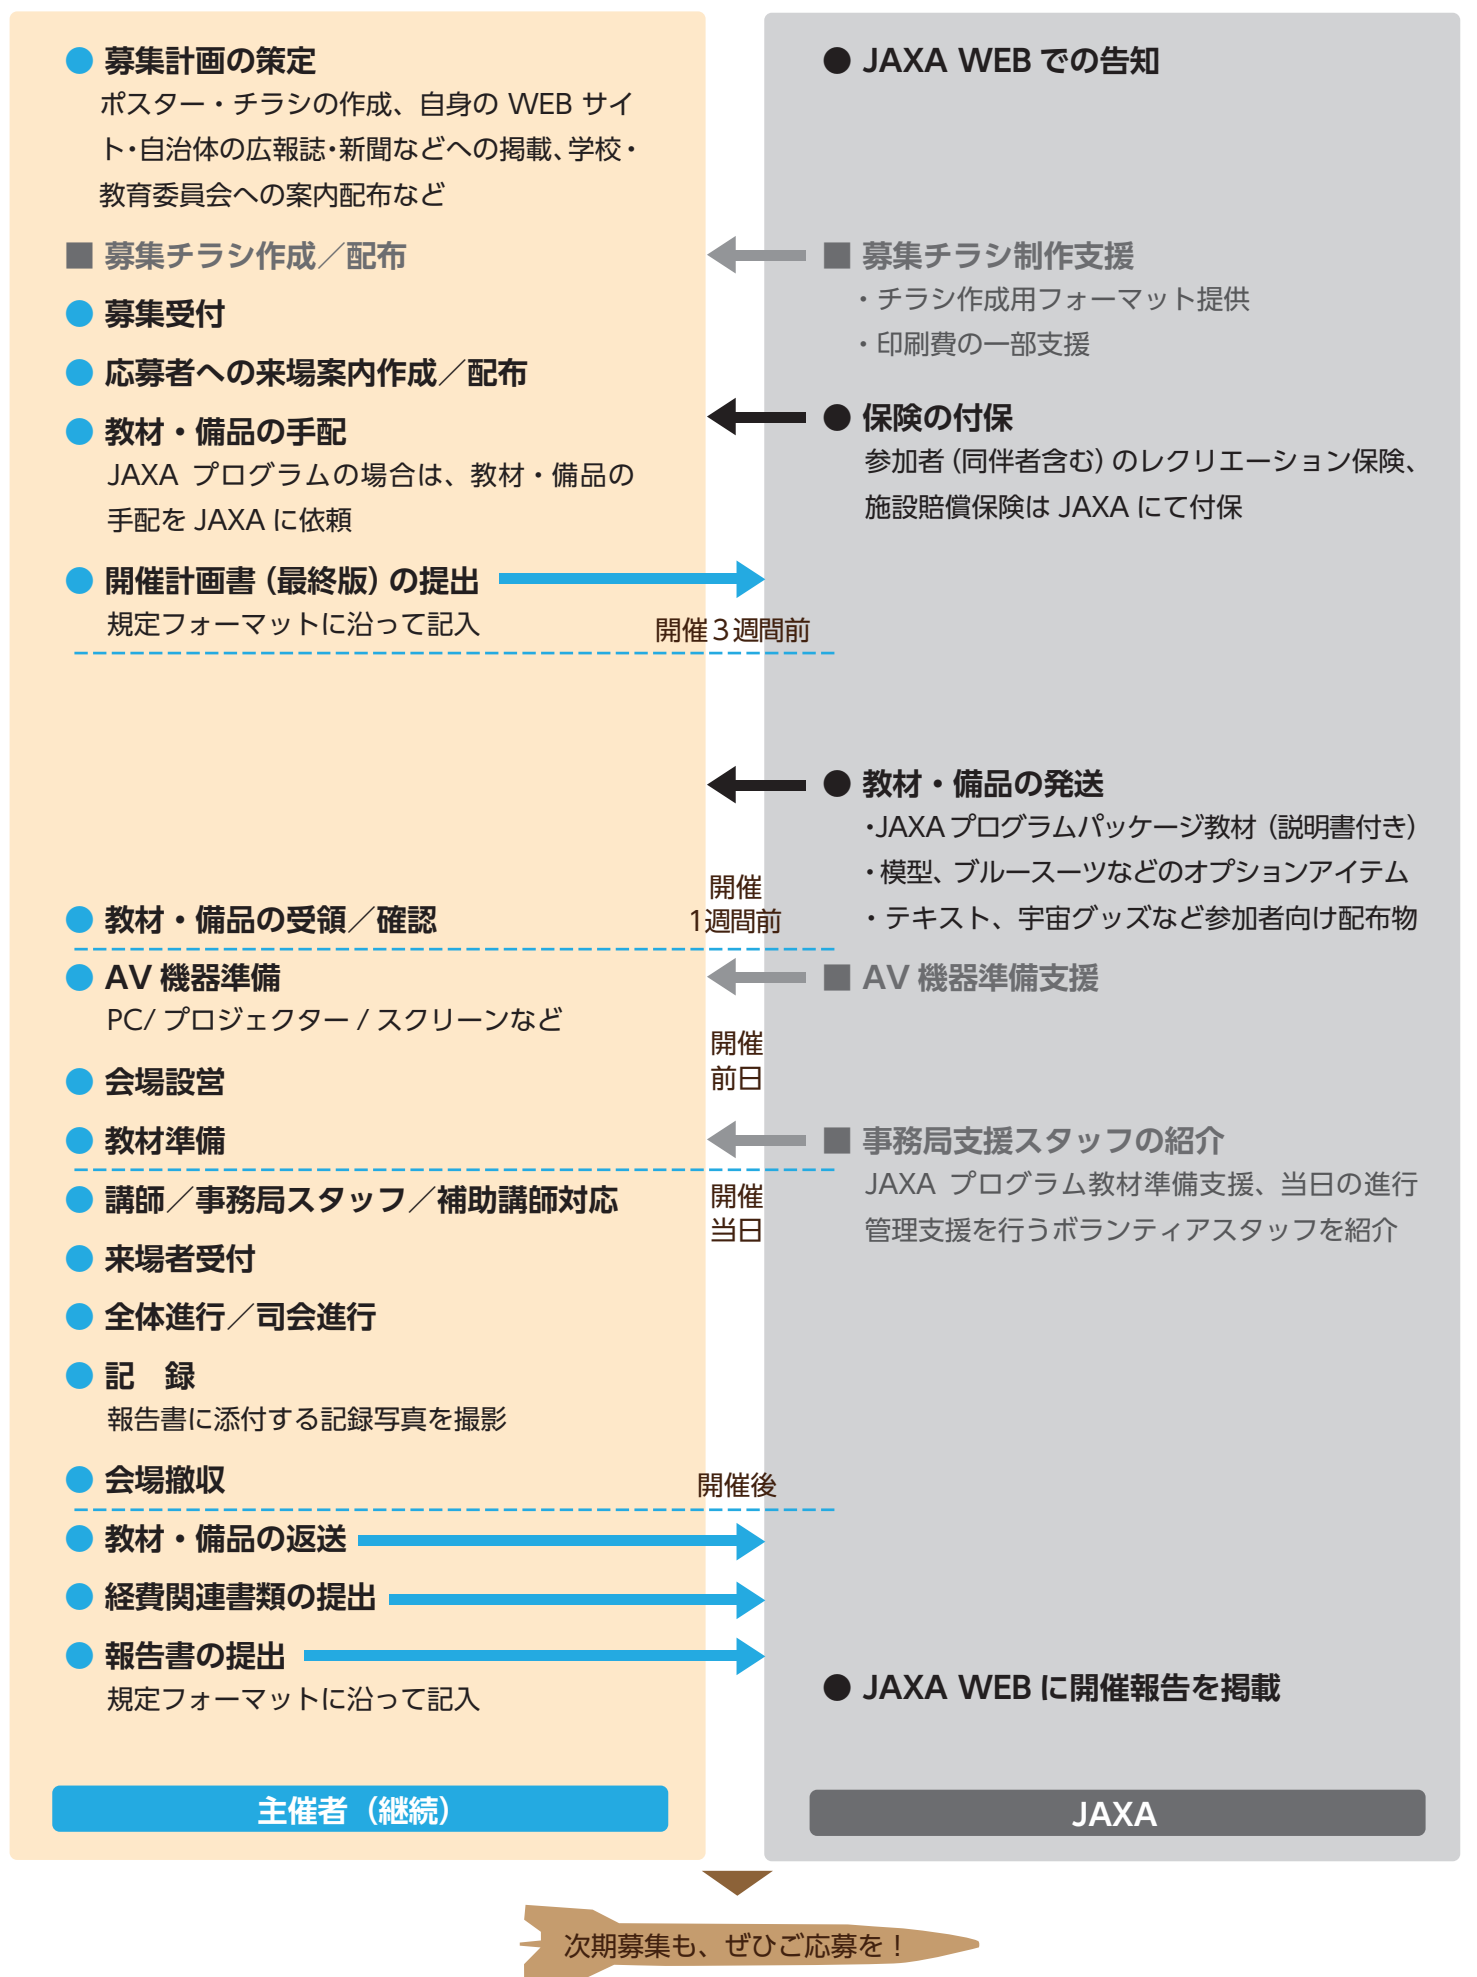 ● 募集計画の策定
ポスター・チラシの作成、自身の WEB サイ
ト・自治体の広報誌・新聞などへの掲載、学校・
教育委員会への案内配布など
■ 募集チラシ作成／配布
● 募集受付
● 応募者への来場案内作成／配布
● 教材・備品の手配
JAXA プログラムの場合は、教材・備品の
手配を JAXA に依頼
● 開催計画書（最終版）の提出
規定フォーマットに沿って記入
開催３週間前
● 教材・備品の受領／確認
開催
1週間前
● AV 機器準備
PC/ プロジェクター / スクリーンなど
● 会場設営
開催
前日
● 教材準備
● 講師／事務局スタッフ／補助講師対応
開催
当日
● 来場者受付
● 全体進行／司会進行
● 記　録
報告書に添付する記録写真を撮影
● 会場撤収
開催後
● 教材・備品の返送
● 経費関連書類の提出
● 報告書の提出
規定フォーマットに沿って記入
主催者（継続）
● JAXA WEB での告知
■ 募集チラシ制作支援
・チラシ作成用フォーマット提供
・印刷費の一部支援
● 保険の付保
参加者（同伴者含む）のレクリエーション保険、
施設賠償保険は JAXA にて付保
● 教材・備品の発送
・JAXA プログラムパッケージ教材（説明書付き）
・模型、ブルースーツなどのオプションアイテム
・テキスト、宇宙グッズなど参加者向け配布物
■ AV 機器準備支援
■ 事務局支援スタッフの紹介
JAXA プログラム教材準備支援、当日の進行
管理支援を行うボランティアスタッフを紹介
● JAXA WEB に開催報告を掲載
JAXA
次期募集も、ぜひご応募を！